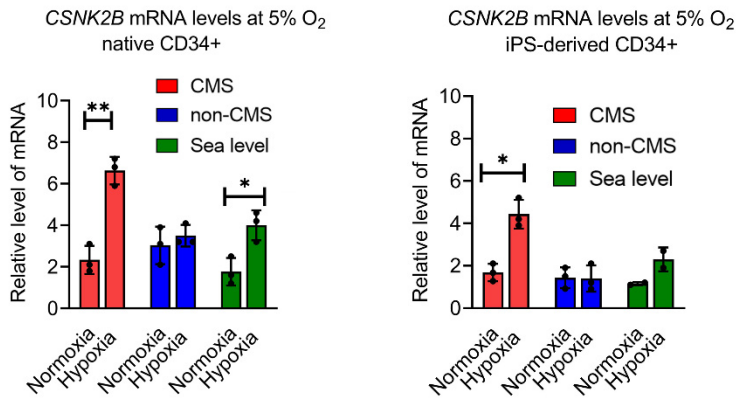 CSNK2B mRNA levels at 5% O2
native CD34+
CMS
non-CMS
Sea level
**
*
Relative level of mRNA
10
8
6
4
2
0
Normoxia
Hypoxia
Normoxia
Hypoxia
Normoxia
Hypoxia
CSNK2B mRNA levels at 5% O2
iPS-derived CD34+
CMS
non-CMS
Sea level
*
Relative level of mRNA
10
8
6
4
2
0
Normoxia
Hypoxia
Normoxia
Hypoxia
Normoxia
Hypoxia